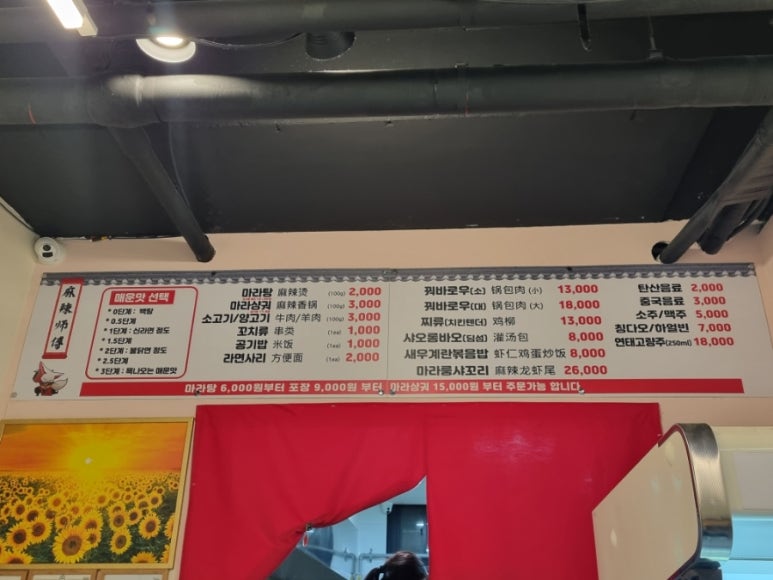 麻辣师傅
매운맛 선택
* 0단계 : 백탕
* 0.5단계
* 1단계 : 신라면 정도
* 1.5단계
* 2단계 : 불닭면 정도
* 2.5단계
* 3단계 : 톡나오는 매운맛
마라탕 麻辣烫 (100g) 2,000
마라샹궈 麻辣香锅 (100g) 3,000
소고기/양고기 牛肉/羊肉 (100g) 3,000
꼬치류 串类 (1ea) 1,000
공기밥 米饭 (1ea) 1,000
라면사리 方便面 (1ea) 2,000
꿔바로우(소) 锅包肉 (小) 13,000
꿔바로우(대) 锅包肉 (大) 18,000
찌류(치킨텐더) 鸡柳 13,000
샤오롱바오(딤섬) 灌汤包 8,000
새우계란볶음밥 虾仁鸡蛋炒饭 8,000
마라롱샤꼬리 麻辣龙虾尾 26,000
탄산음료 2,000
중국음료 3,000
소주/맥주 5,000
칭다오/하얼빈 7,000
연태고량주(250ml) 18,000
마라탕 6,000원부터 포장 9,000원 부터 마라샹궈 15,000원 부터 주문가능 합니다.